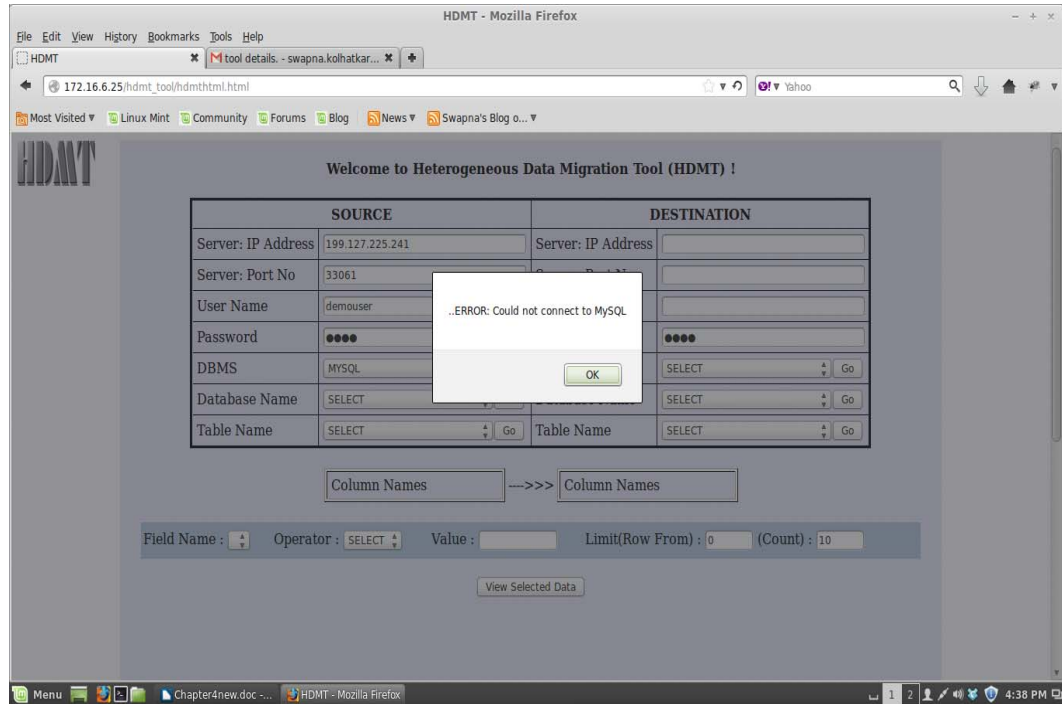 HDMT - Mozilla Firefox
File Edit View History Bookmarks Tools Help
HDMT
tool details. - swapna.kolhatkar...
172.16.6.25/hdmt_tool/hdmthtml.html
Yahoo
Most Visited Linux Mint Community Forums Blog News Swapna's Blog o...
HDMT
Welcome to Heterogeneous Data Migration Tool (HDMT) !
SOURCE DESTINATION
Server: IP Address 199.127.225.241 Server: IP Address
Server: Port No 33061
User Name demouser
..ERROR: Could not connect to MySQL
Password
OK
DBMS MYSQL SELECT Go
Database Name SELECT SELECT Go
Table Name SELECT Go Table Name SELECT Go
Column Names ---->>> Column Names
Field Name : Operator : SELECT Value : Limit(Row From) : 0 (Count) : 10
View Selected Data
Menu Chapter4new.doc -... HDMT - Mozilla Firefox 1 2 4:38 PM